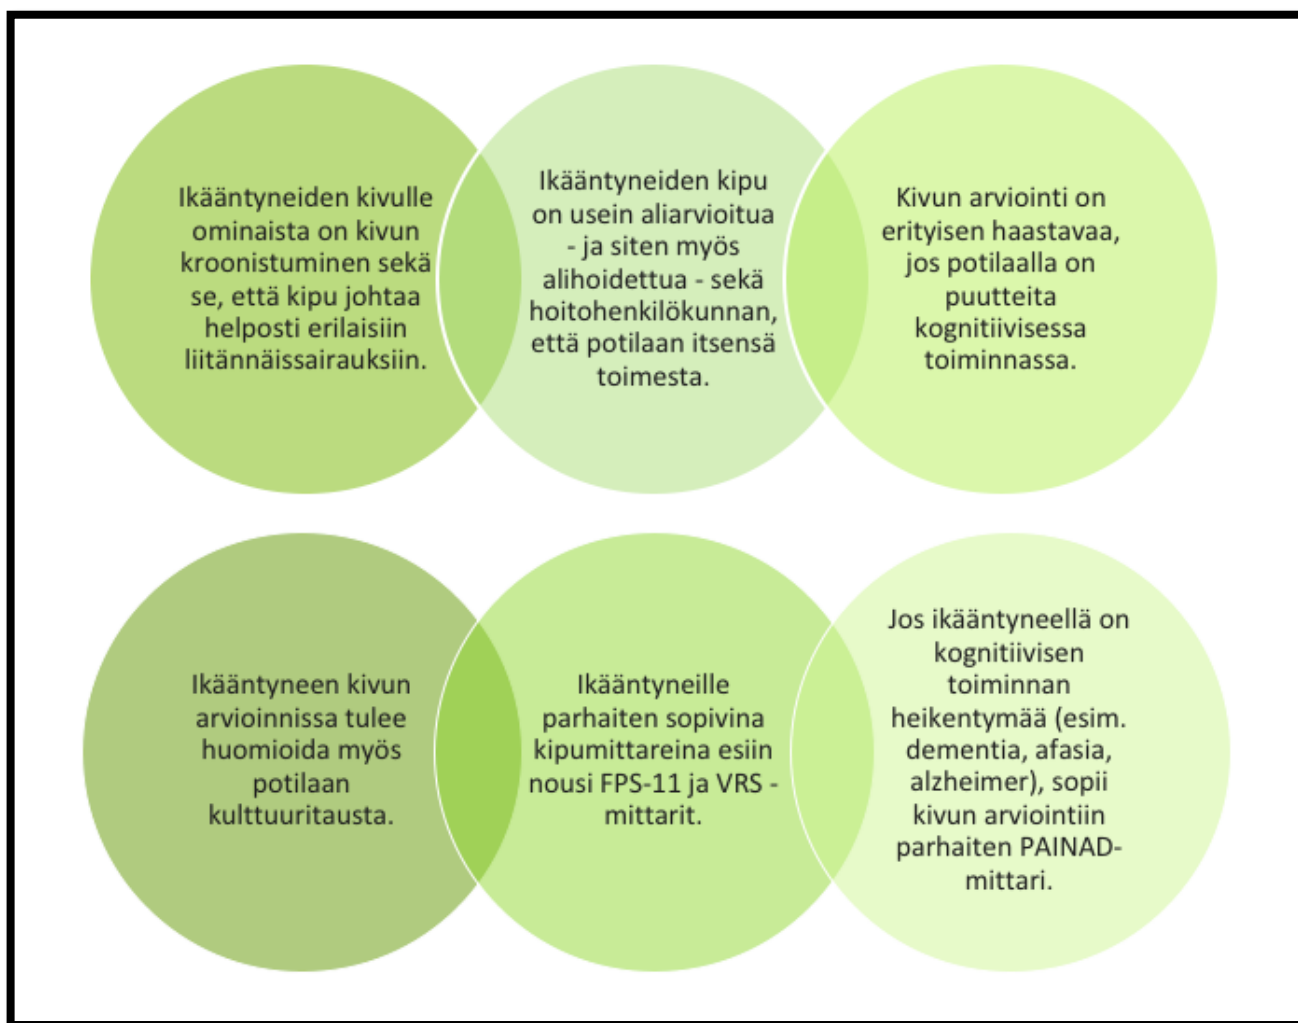 Ikääntyneiden kivulle
ominaista on kivun
kroonistuminen sekä
se, että kipu johtaa
helposti erilaisiin
liitännäissairauksiin.
Ikääntyneiden kipu
on usein aliarvioitua
- ja siten myös
alihoidettua - sekä
hoitohenkilökunnan,
että potilaan itsensä
toimesta.
Kivun arviointi on
erityisen haastavaa,
jos potilaalla on
puutteita
kognitiivisessa
toiminnassa.
Ikääntyneen kivun
arvioinnissa tulee
huomioida myös
potilaan
kulttuuritausta.
Ikääntyneille
parhaiten sopivina
kipumittareina esiin
nousi FPS-11 ja VRS -
mittarit.
Jos ikääntyneellä on
kognitiivisen
toiminnan
heikentymää (esim.
dementia, afasia,
alzheimer), sopii
kivun arviointiin
parhaiten PAINAD-
mittari.